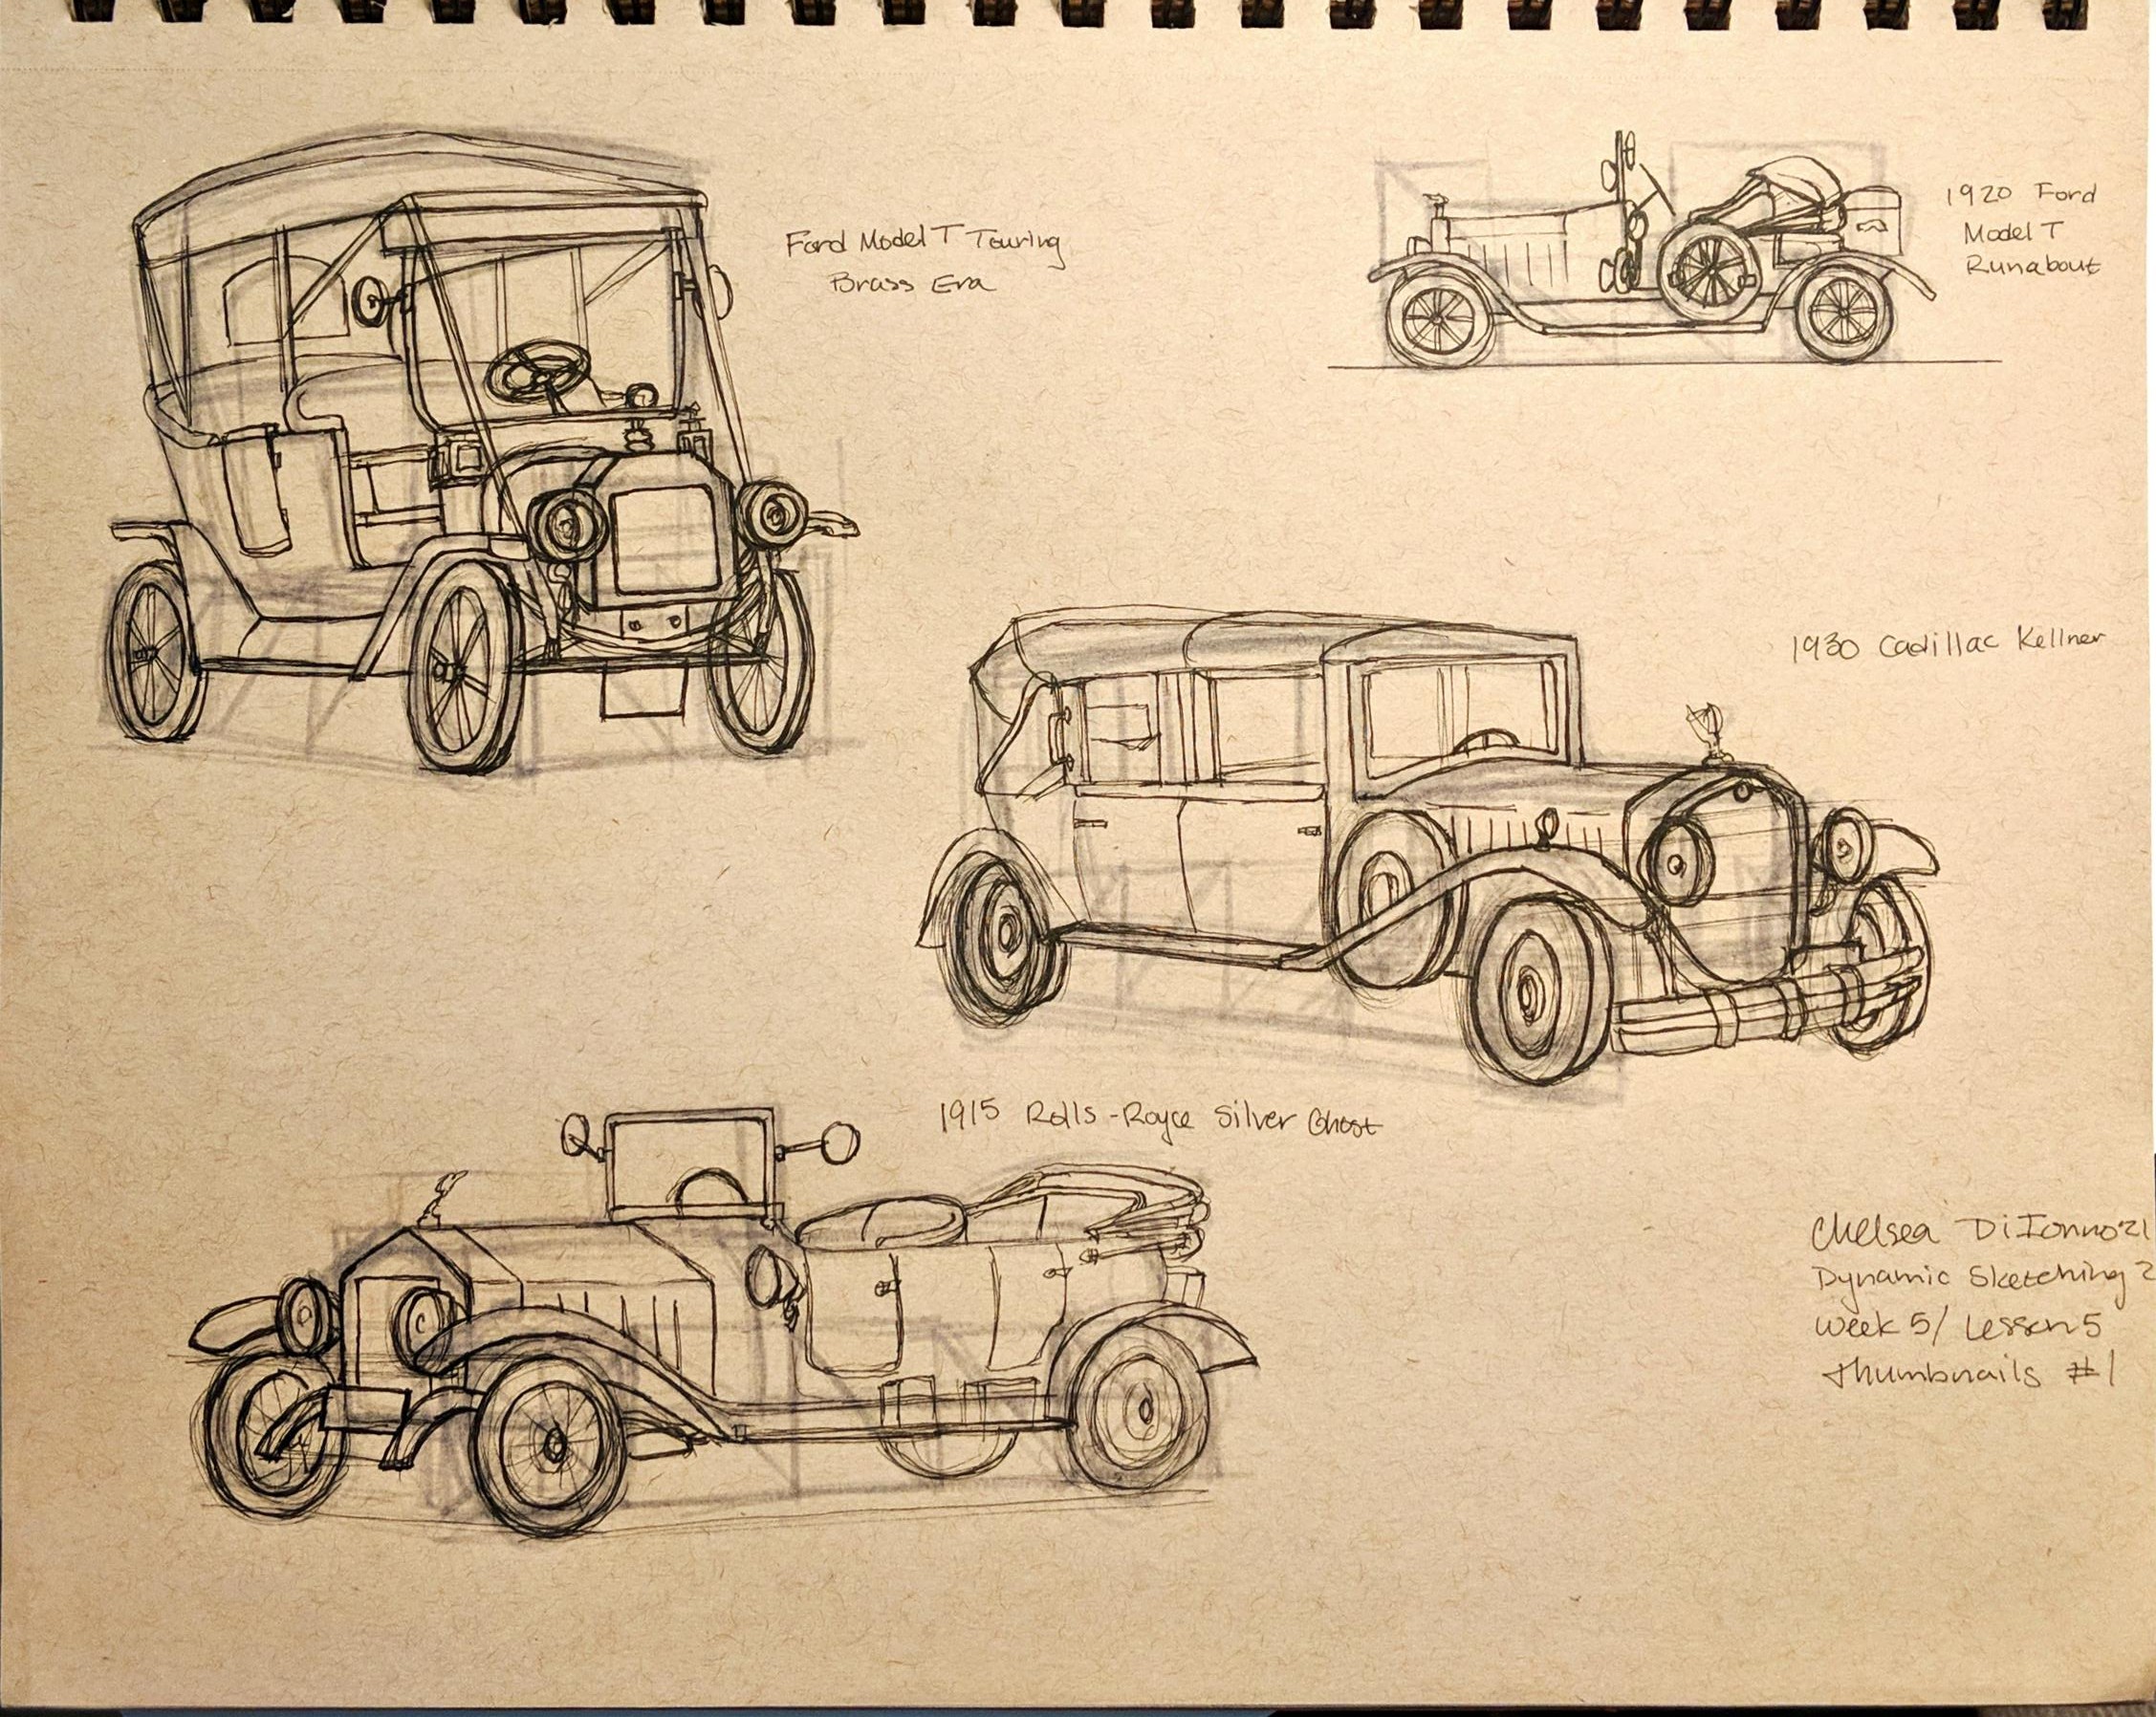 Ford Model T Touring
Brass Era
1920 Ford
Model T
Runabout
1930 Cadillac Kellner
1915 Rolls-Royce Silver Ghost
Chelsea DiIonno '21
Dynamic Sketching 2
Week 5/ Lesson 5
Thumbnails #1